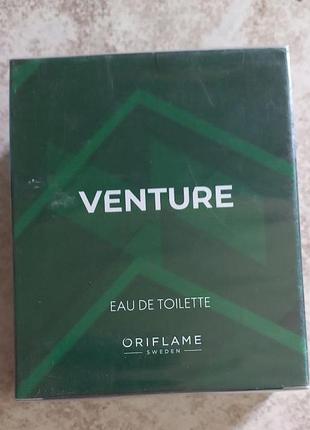 VENTURE
EAU DE TOILETTE
ORIFLAME
SWEDEN